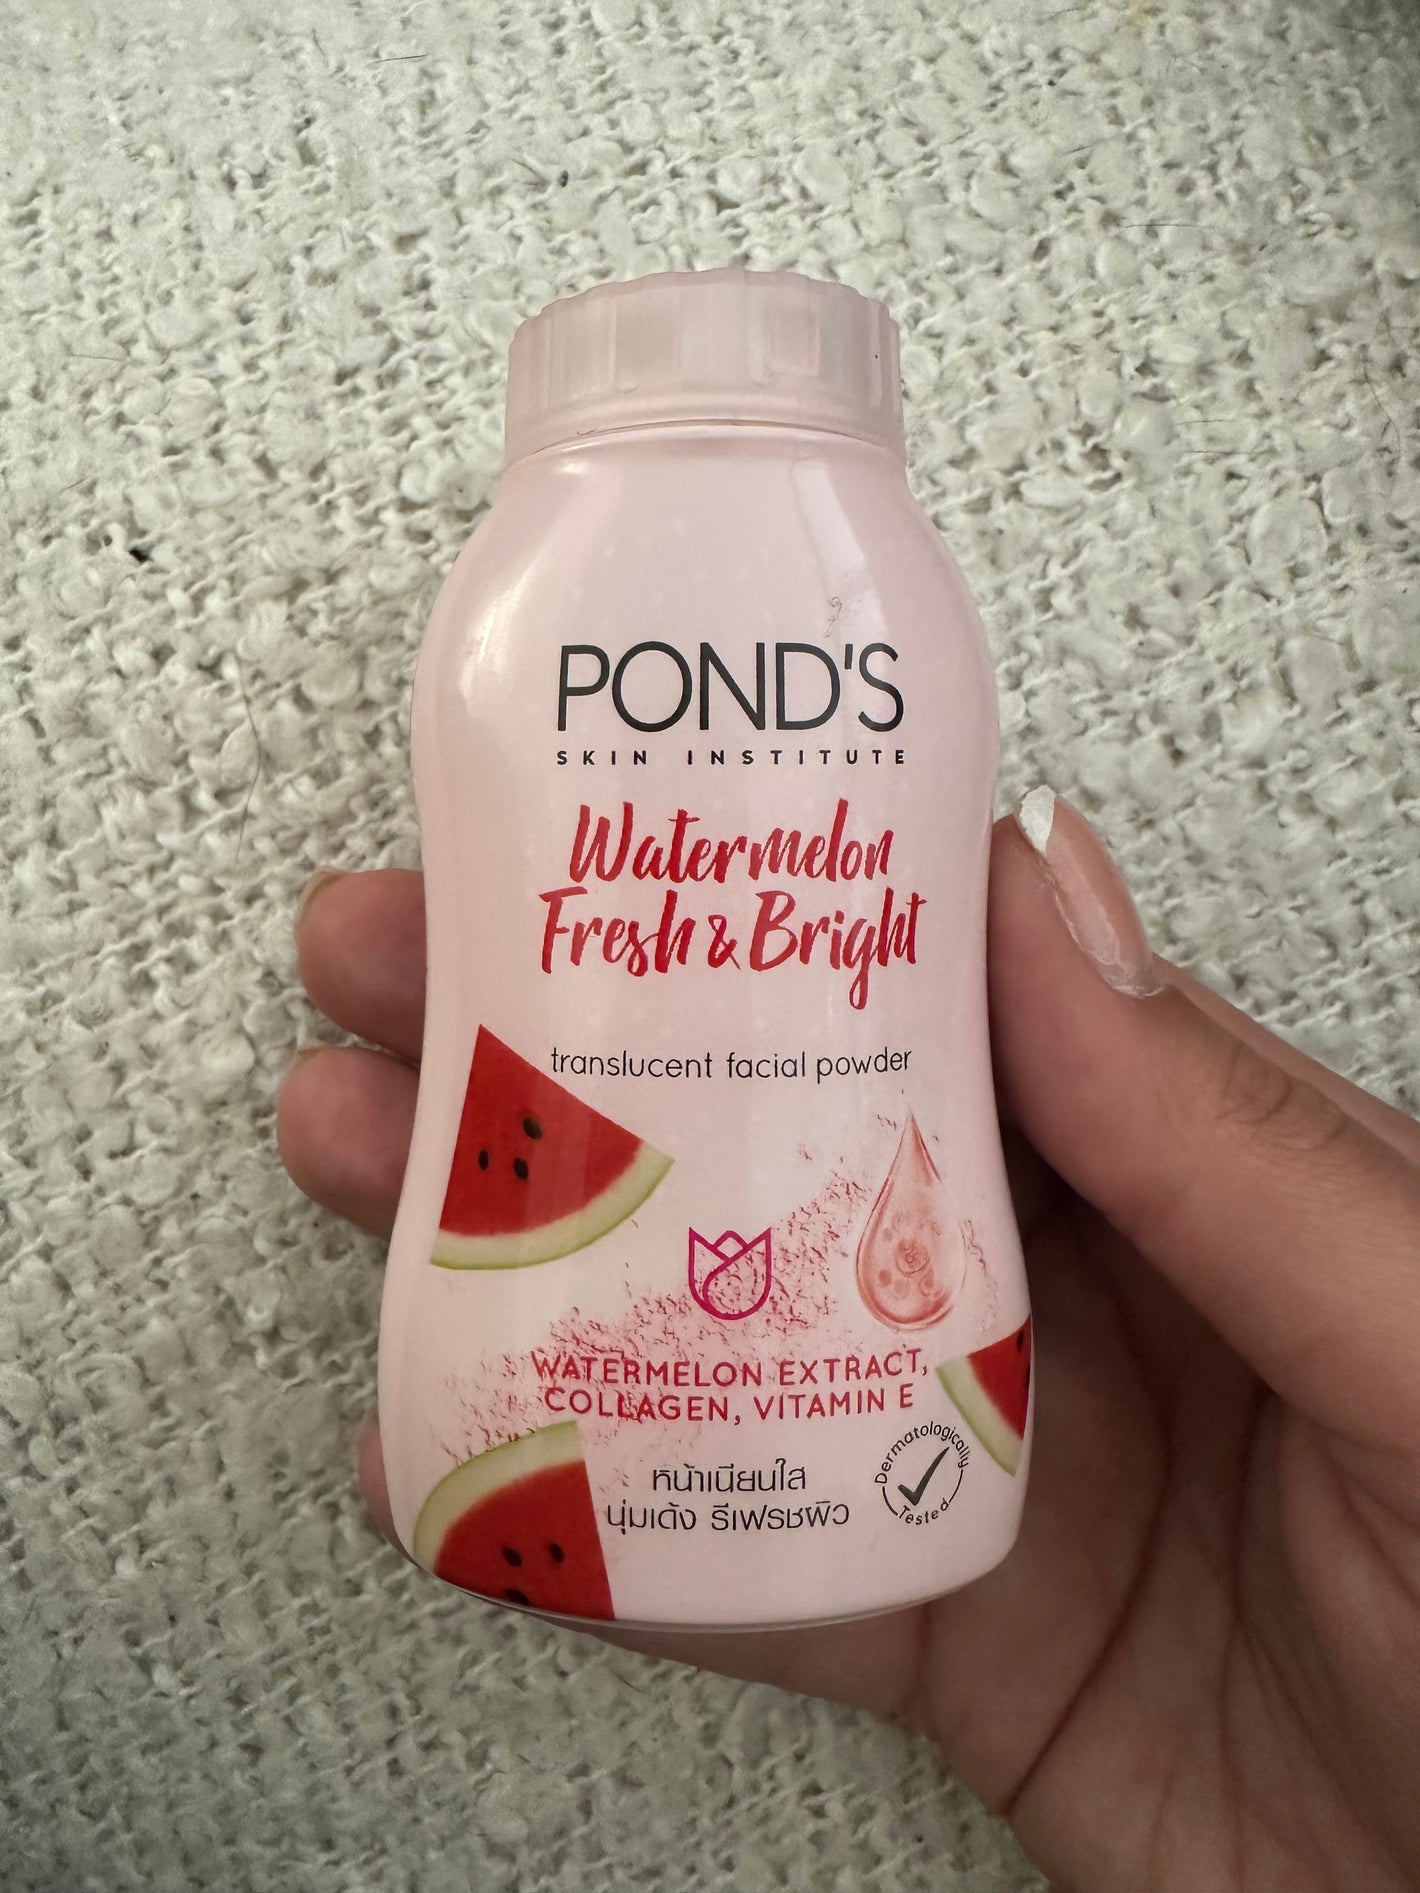 POND'S
SKIN INSTITUTE
Watermelon
Fresh & Bright
translucent facial powder
WATERMELON EXTRACT,
COLLAGEN, VITAMIN E
หน้าเนียนใส
นุ่มเด้ง รีเฟรชผิว
Dermatologically
Tested